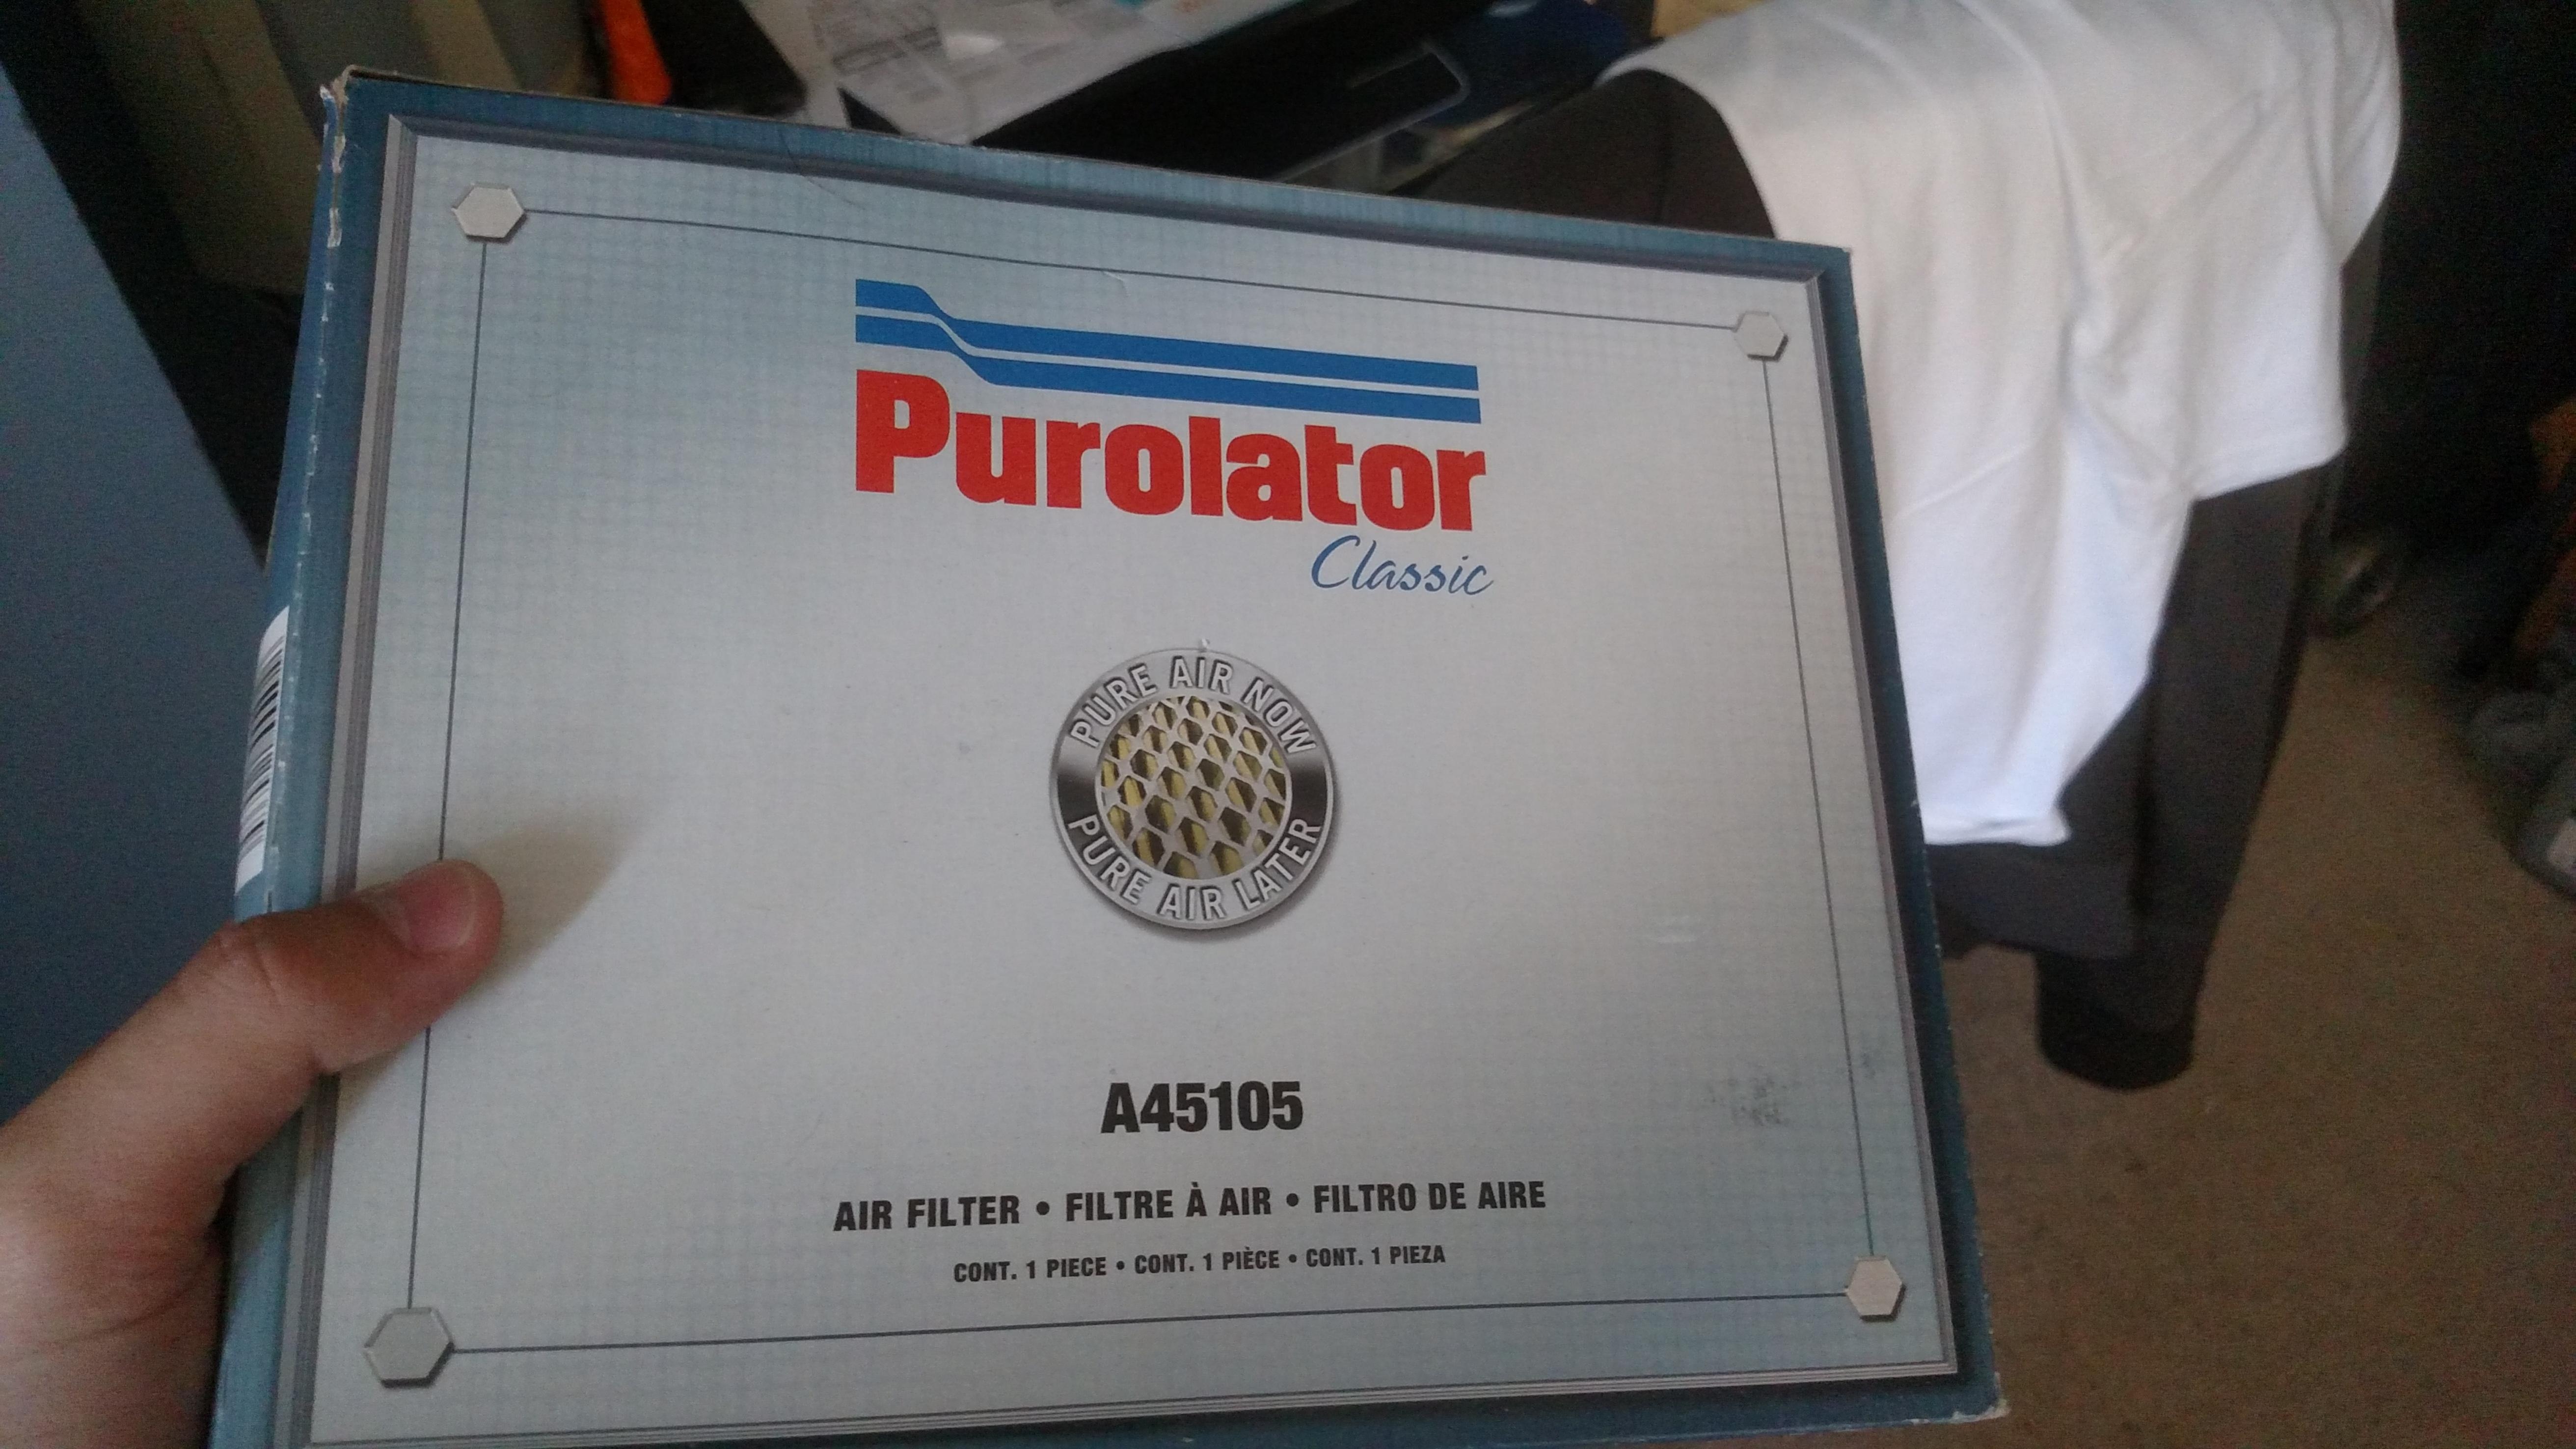 Purolator
Classic
PURE AIR NOW
PURE AIR LATER
A45105
AIR FILTER • FILTRE À AIR • FILTRO DE AIRE
CONT. 1 PIECE • CONT. 1 PIÈCE • CONT. 1 PIEZA